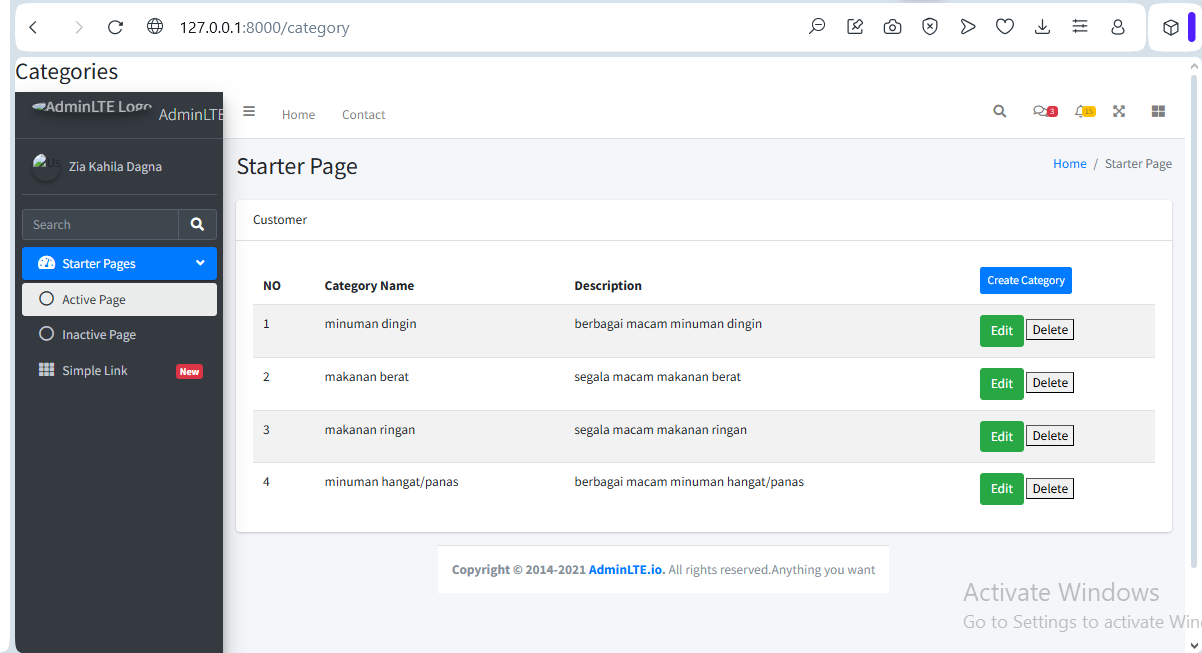 127.0.0.1:8000/category
Categories
AdminLTE Logo AdminLTE
Home Contact 3 15
Zia Kahila Dagna
Starter Page
Home / Starter Page
Search
Customer
Starter Pages
NO Category Name Description Create Category
Active Page
1 minuman dingin berbagai macam minuman dingin Edit Delete
Inactive Page
Simple Link New
2 makanan berat segala macam makanan berat Edit Delete
3 makanan ringan segala macam makanan ringan Edit Delete
4 minuman hangat/panas berbagai macam minuman hangat/panas Edit Delete
Copyright © 2014-2021 AdminLTE.io. All rights reserved.Anything you want
Activate Windows
Go to Settings to activate Win